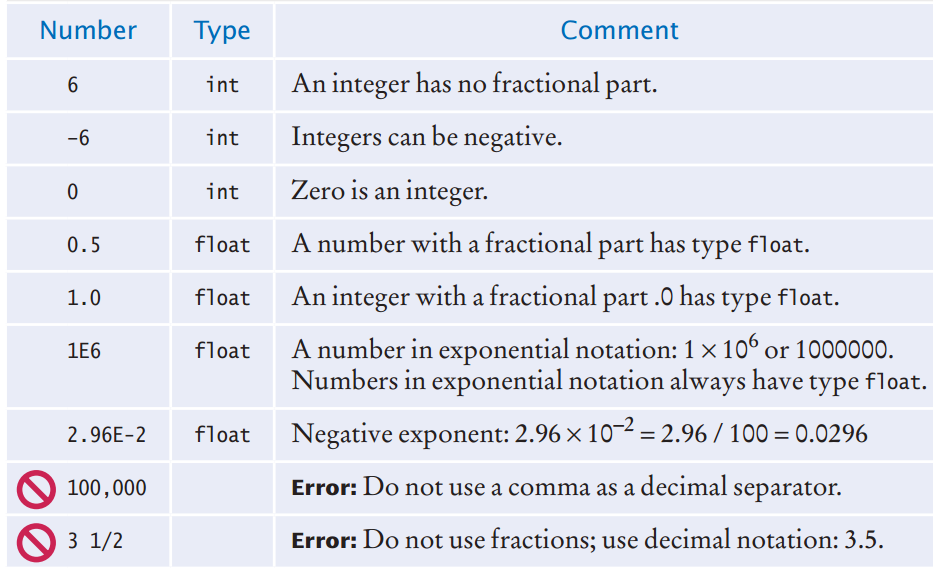 Number Type Comment
6 int An integer has no fractional part.
-6 int Integers can be negative.
0 int Zero is an integer.
0.5 float A number with a fractional part has type float.
1.0 float An integer with a fractional part .0 has type float.
1E6 float A number in exponential notation: 1 × 10⁶ or 1000000.
Numbers in exponential notation always have type float.
2.96E-2 float Negative exponent: 2.96 × 10⁻² = 2.96 / 100 = 0.0296
100,000 Error: Do not use a comma as a decimal separator.
3 1/2 Error: Do not use fractions; use decimal notation: 3.5.